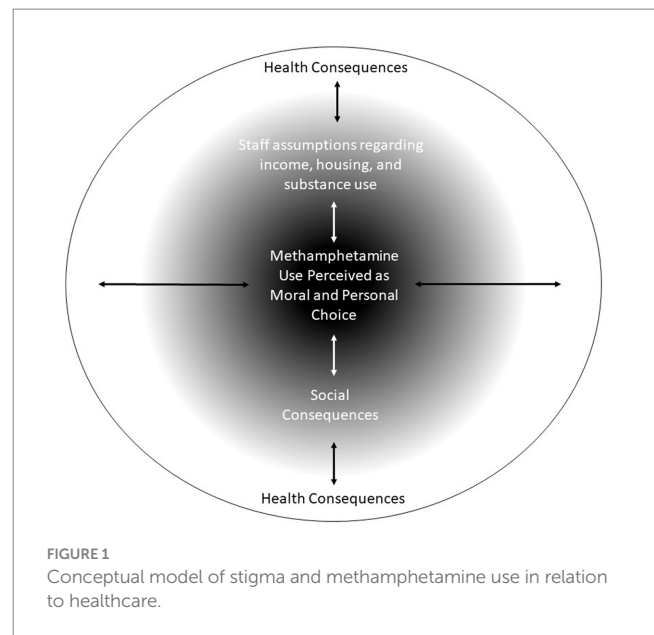 Health Consequences
Staff assumptions regarding
income, housing, and
substance use
Methamphetamine
Use Perceived as
Moral and Personal
Choice
Social
Consequences
Health Consequences
FIGURE 1
Conceptual model of stigma and methamphetamine use in relation
to healthcare.